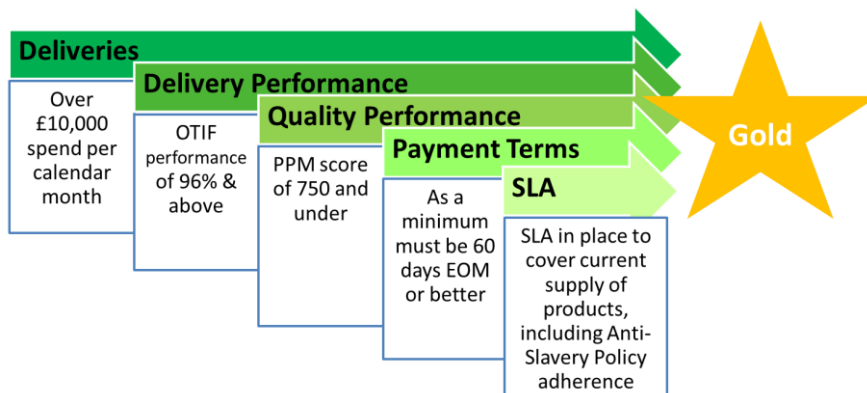 Deliveries
Over
£10,000
spend per
calendar
month
Delivery Performance
OTIF
performance
of 96% &
above
Quality Performance
PPM score
of 750 and
under
Payment Terms
As a
minimum
must be 60
days EOM
or better
SLA
SLA in place to
cover current
supply of
products,
including Anti-
Slavery Policy
adherence
Gold